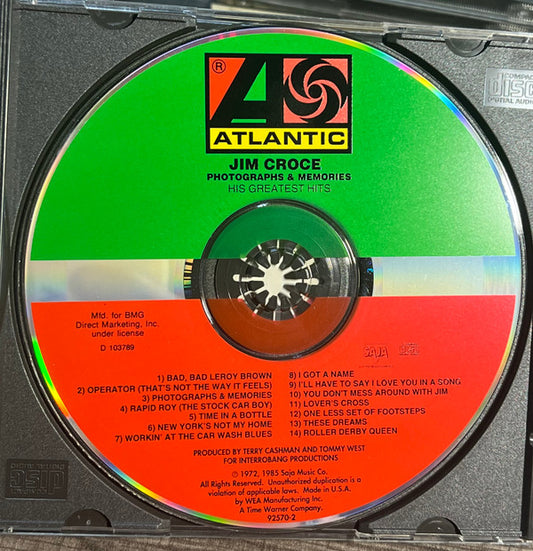 ®
ATLANTIC
JIM CROCE
PHOTOGRAPHS & MEMORIES
HIS GREATEST HITS
COMPACT
DISC
DIGITAL AUDIO
Mfd. for BMG
Direct Marketing, Inc.
under license
D 103789
SAJA
1) BAD, BAD LEROY BROWN
2) OPERATOR (THAT'S NOT THE WAY IT FEELS)
3) PHOTOGRAPHS & MEMORIES
4) RAPID ROY (THE STOCK CAR BOY)
5) TIME IN A BOTTLE
6) NEW YORK'S NOT MY HOME
7) WORKIN' AT THE CAR WASH BLUES
8) I GOT A NAME
9) I'LL HAVE TO SAY I LOVE YOU IN A SONG
10) YOU DON'T MESS AROUND WITH JIM
11) LOVER'S CROSS
12) ONE LESS SET OF FOOTSTEPS
13) THESE DREAMS
14) ROLLER DERBY QUEEN
PRODUCED BY TERRY CASHMAN AND TOMMY WEST
FOR INTERROBANG PRODUCTIONS
℗ 1972, 1985 Saja Music Co.
All Rights Reserved. Unauthorized duplication is a
violation of applicable laws. Made in U.S.A.
by WEA Manufacturing Inc.
A Time Warner Company.
92570-2